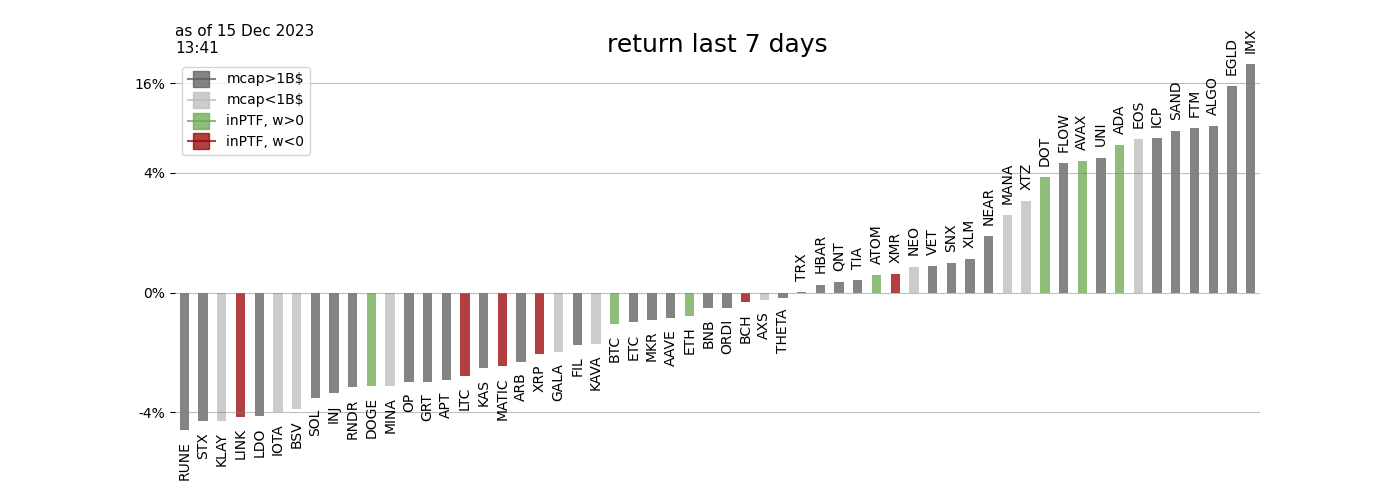 as of 15 Dec 2023
13:41
return last 7 days
mcap>1B$
mcap<1B$
inPTF, w>0
inPTF, w<0
16%
4%
0%
-4%
RUNE
STX
KLAY
LINK
LDO
IOTA
BSV
SOL
INJ
RNDR
DOGE
MINA
OP
GRT
APT
LTC
KAS
MATIC
ARB
XRP
GALA
FIL
KAVA
BTC
ETC
MKR
AAVE
ETH
BNB
ORDI
BCH
AXS
THETA
TRX
HBAR
QNT
TIA
ATOM
XMR
NEO
VET
SNX
XLM
NEAR
MANA
XTZ
DOT
FLOW
AVAX
UNI
ADA
EOS
ICP
SAND
FTM
ALGO
EGLD
IMX